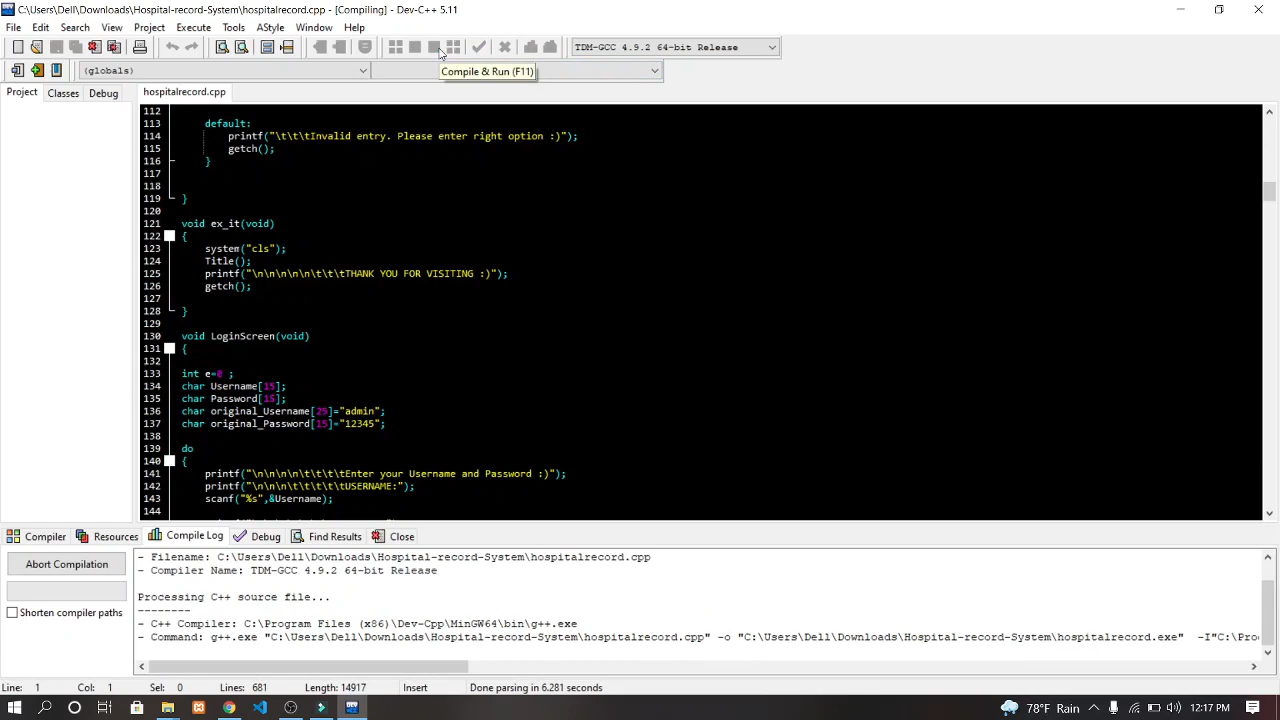 C:\Users\Dell\Downloads\Hospital-record-System\hospitalrecord.cpp - [Compiling] - Dev-C++ 5.11
File Edit Search View Project Execute Tools AStyle Window Help
TDM-GCC 4.9.2 64-bit Release
(globals)
Compile & Run (F11)
Project Classes Debug hospitalrecord.cpp
112
113 default:
114 printf("\t\t\tInvalid entry. Please enter right option :)");
115 getch();
116 }
117
118
119 }
120
121 void ex_it(void)
122 {
123 system("cls");
124 Title();
125 printf("\n\n\n\n\n\t\t\tTHANK YOU FOR VISITING :)");
126 getch();
127
128 }
129
130 void LoginScreen(void)
131 {
132
133 int e=0 ;
134 char Username[15];
135 char Password[15];
136 char original_Username[25]="admin";
137 char original_Password[15]="12345";
138
139 do
140 {
141 printf("\n\n\n\n\t\t\t\tEnter your Username and Password :)");
142 printf("\n\n\n\t\t\t\t\tUSERNAME:");
143 scanf("%s",&Username);
144
Compiler Resources Compile Log Debug Find Results Close
Abort Compilation
Shorten compiler paths
- Filename: C:\Users\Dell\Downloads\Hospital-record-System\hospitalrecord.cpp
- Compiler Name: TDM-GCC 4.9.2 64-bit Release
Processing C++ source file...
--------
- C++ Compiler: C:\Program Files (x86)\Dev-Cpp\MinGW64\bin\g++.exe
- Command: g++.exe "C:\Users\Dell\Downloads\Hospital-record-System\hospitalrecord.cpp" -o "C:\Users\Dell\Downloads\Hospital-record-System\hospitalrecord.exe" -I"C:\Pro
Line: 1 Col: 1 Sel: 0 Lines: 681 Length: 14917 Insert Done parsing in 6.281 seconds
78°F Rain 12:17 PM